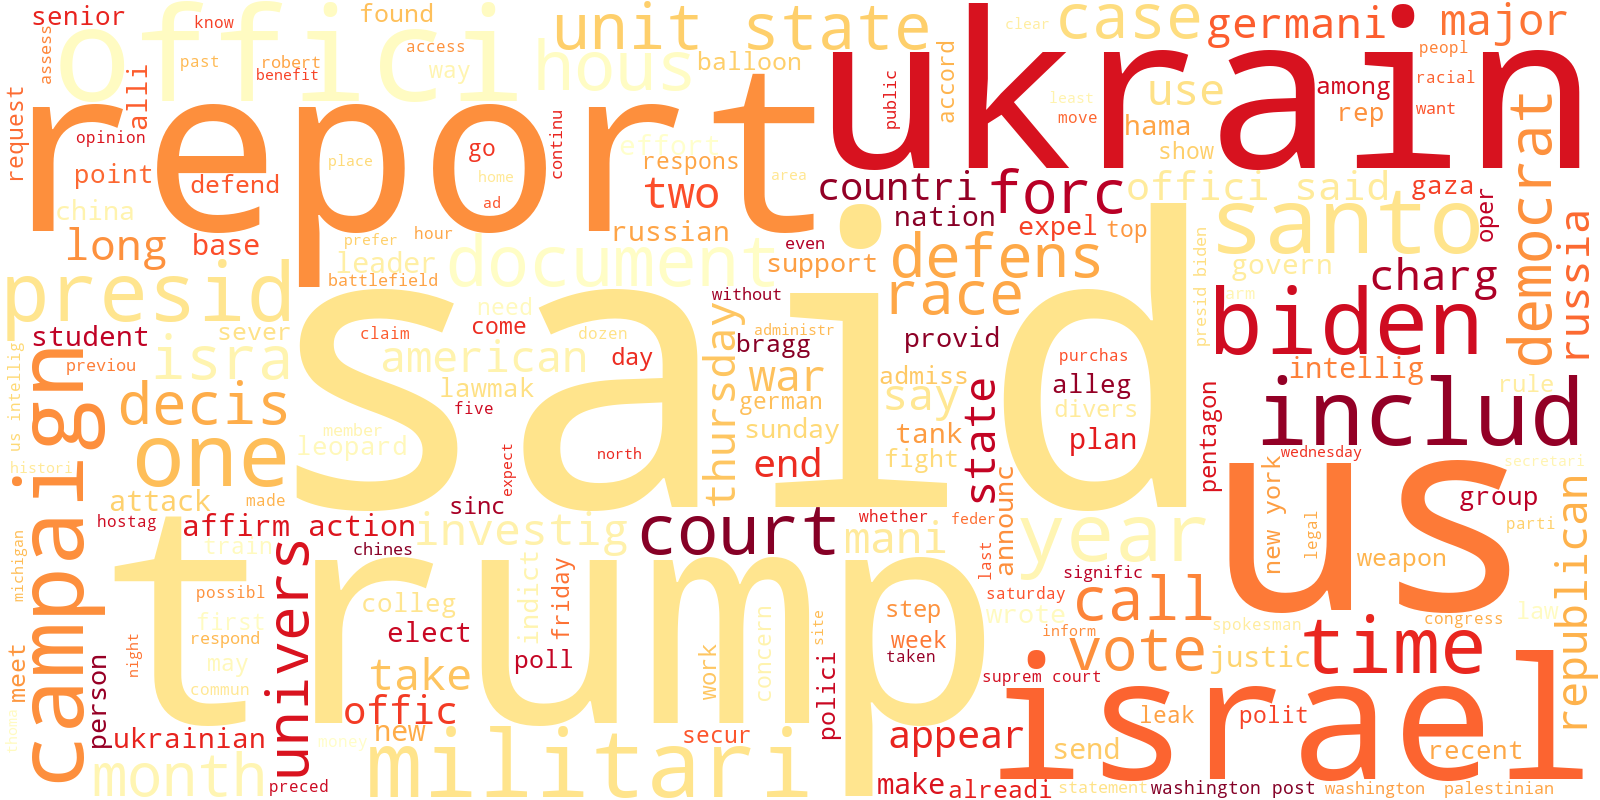 senior
know
found
offici
unit state
case
germani
major
assess
past
robert
benefit
access
way
hous
balloon
clear
peopl
racial
want
alli
request
report
ukrain
accord
public
least
move
use
among
rep
hama
show
opinion
point
defend
place
go
home
ad
continu
effort
respons
two
area
countri
forc
offici said
gaza
democrat
china
long
base
prefer
hour
leader
battlefield
document
russian
support
even
nation
defens
expel
top
santo
oper
russia
presid biden
govern
charg
arm
presid
student
sever
previou
isra
us intellig
histori
campaign
decis
one
attack
made
hostag
said
claim
need
come
dozen
american
lawmak
five
day
member
leopard
expect
north
without
administr
bragg
thursday
war
german
sunday
end
provid
race
admiss
say
tank
fight
state
purchas
alleg
divers
plan
biden
intellig
includ
rule
pentagon
wednesday
secretari
group
parti
us
new york
legal
weapon
republican
michigan
affirm action
train
chines
sinc
investig
court
whether
mani
feder
announc
last
year
signific
saturday
wrote
call
congress
law
spokesman
inform
vote
justic
time
trump
possibl
first
respond
may
commun
night
univers
colleg
elect
take
offic
new
indict
friday
poll
work
concern
site
polici
step
week
taken
suprem court
israel
leak
polit
meet
person
thoma
ukrainian
month
preced
money
militari
secur
appear
make
alreadi
send
statement
washington post
washington
recent
palestinian